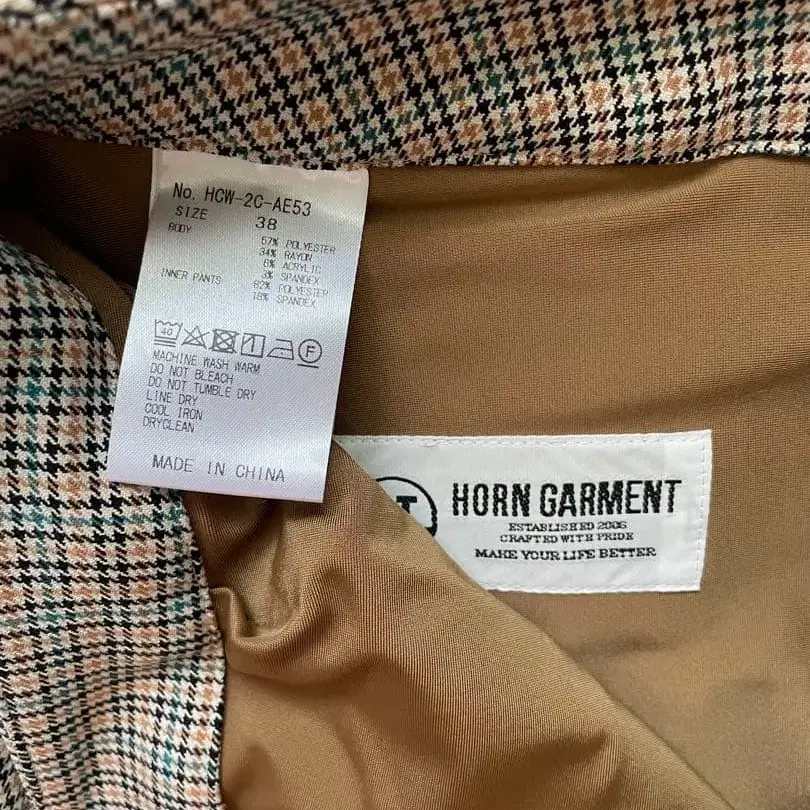 No. HCW-2C-AE53
SIZE 38
BODY 57% POLYESTER
34% RAYON
6% ACRYLIC
3% SPANDEX
INNER PANTS 82% POLYESTER
18% SPANDEX
40
F
MACHINE WASH WARM
DO NOT BLEACH
DO NOT TUMBLE DRY
LINE DRY
COOL IRON
DRYCLEAN
MADE IN CHINA
HORN GARMENT
ESTABLISHED 2006
CRAFTED WITH PRIDE
MAKE YOUR LIFE BETTER